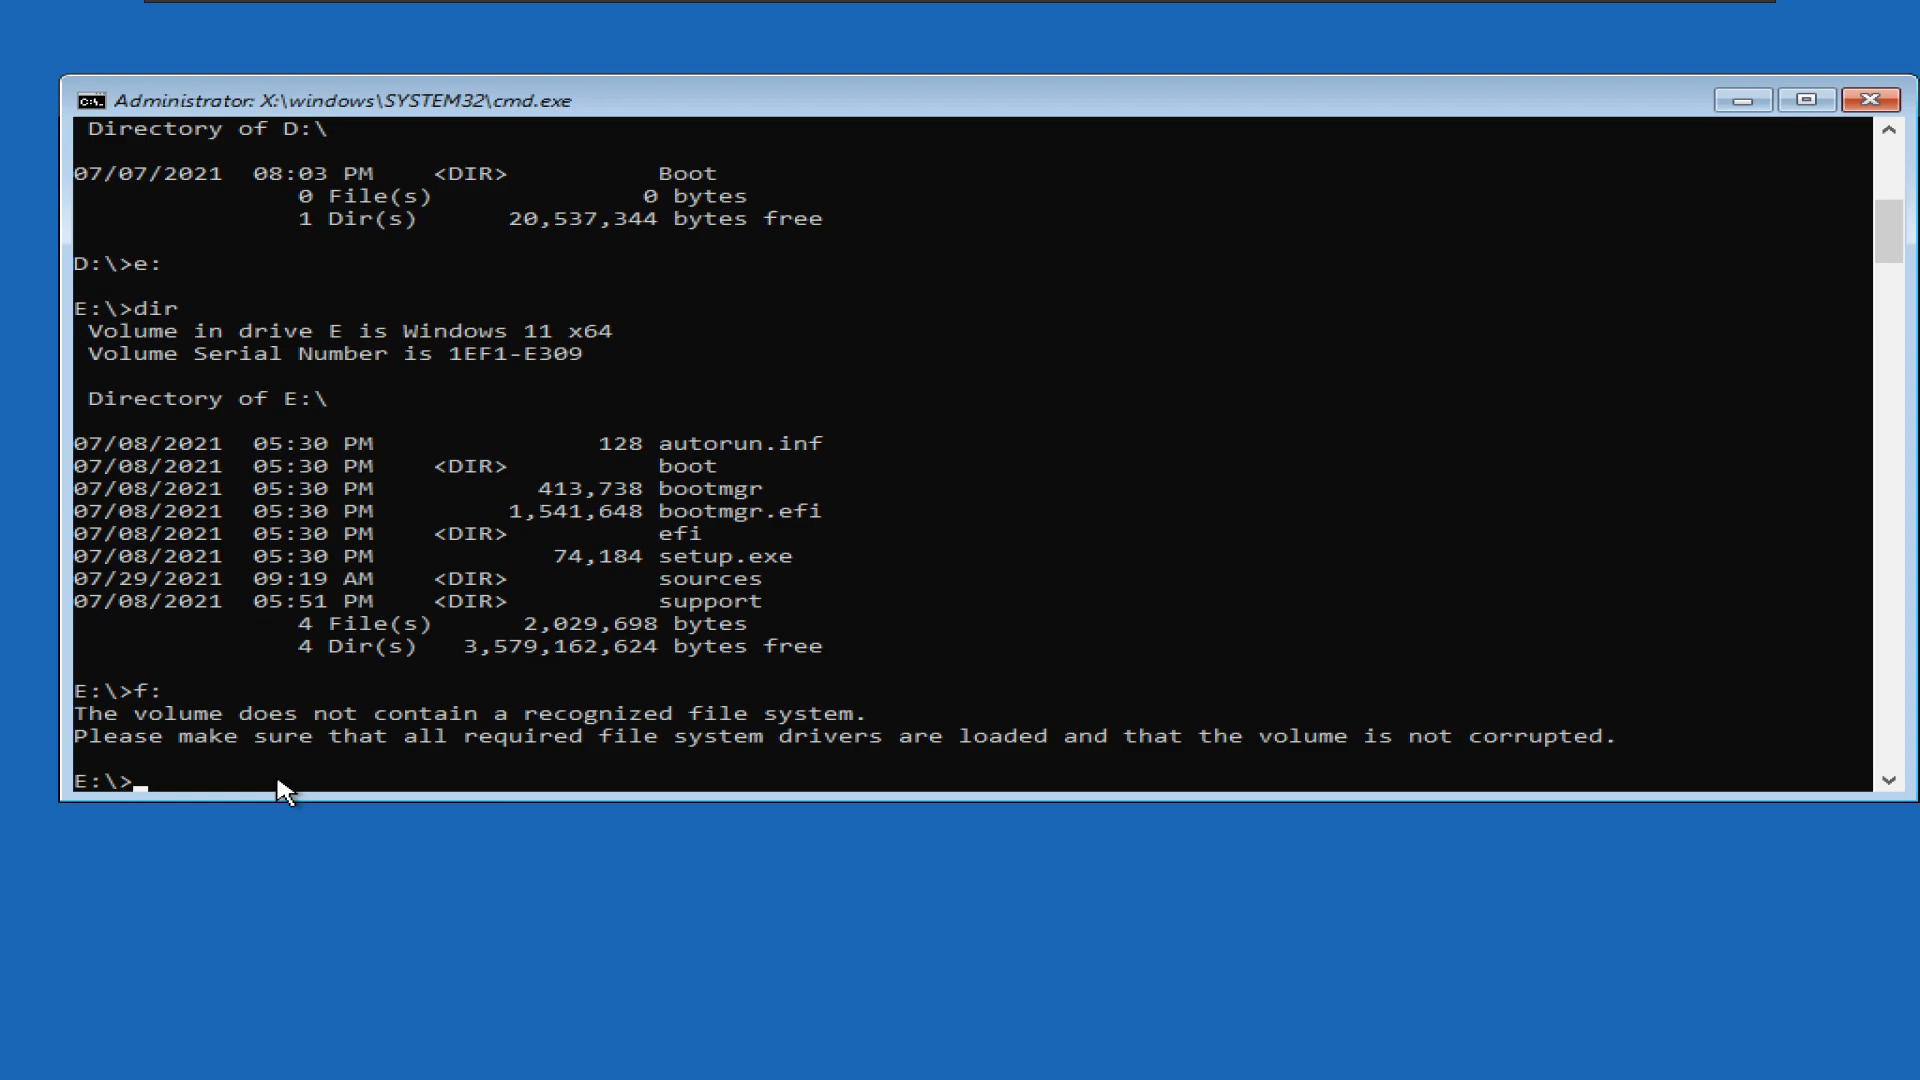 Administrator: X:\windows\SYSTEM32\cmd.exe
Directory of D:\
07/07/2021 08:03 PM <DIR> Boot
0 File(s) 0 bytes
1 Dir(s) 20,537,344 bytes free
D:\>e:
E:\>dir
Volume in drive E is Windows 11 x64
Volume Serial Number is 1EF1-E309
Directory of E:\
07/08/2021 05:30 PM 128 autorun.inf
07/08/2021 05:30 PM <DIR> boot
07/08/2021 05:30 PM 413,738 bootmgr
07/08/2021 05:30 PM 1,541,648 bootmgr.efi
07/08/2021 05:30 PM <DIR> efi
07/08/2021 05:30 PM 74,184 setup.exe
07/29/2021 09:19 AM <DIR> sources
07/08/2021 05:51 PM <DIR> support
4 File(s) 2,029,698 bytes
4 Dir(s) 3,579,162,624 bytes free
E:\>f:
The volume does not contain a recognized file system.
Please make sure that all required file system drivers are loaded and that the volume is not corrupted.
E:\>_